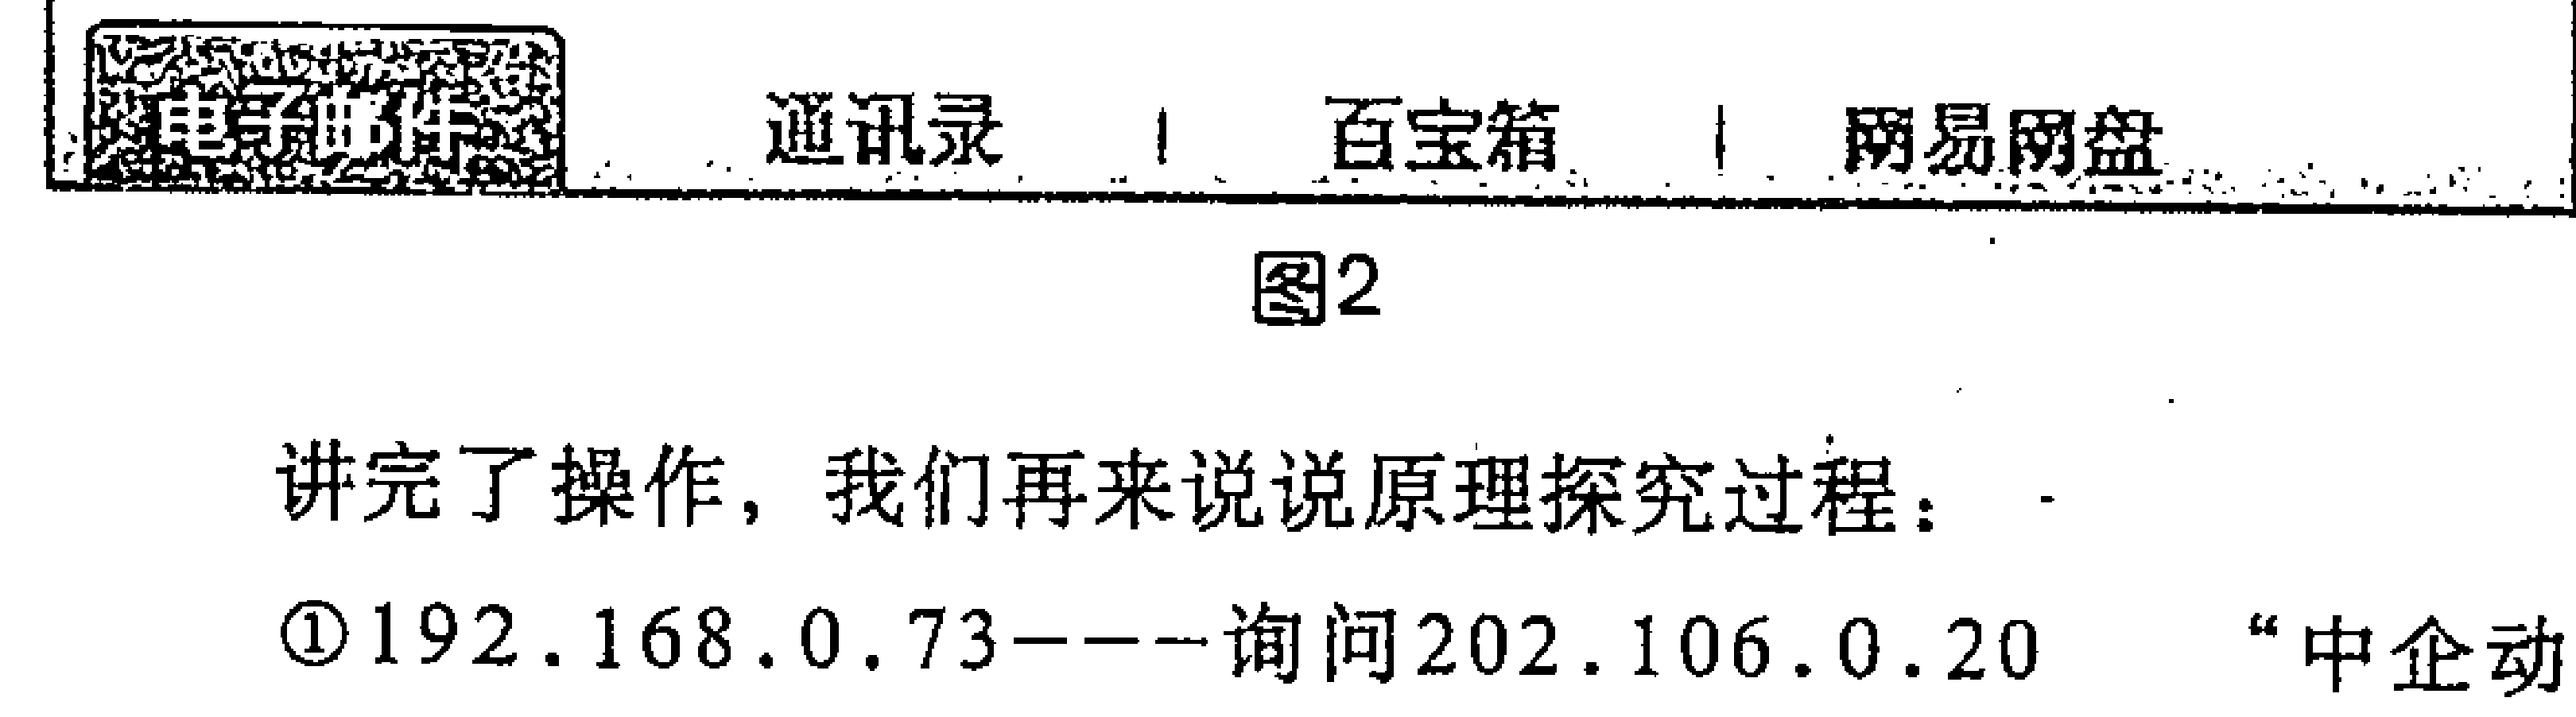 电子邮件 通讯录 | 百宝箱 | 网易网盘
图2
讲完了操作，我们再来说说原理探究过程：
①192.168.0.73---询问202.106.0.20 “中企动